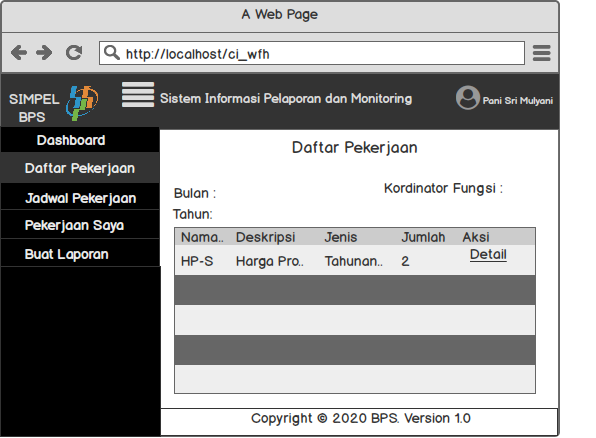 A Web Page
http://localhost/ci_wfh
SIMPEL
BPS
Sistem Informasi Pelaporan dan Monitoring
Pani Sri Mulyani
Dashboard
Daftar Pekerjaan
Jadwal Pekerjaan
Pekerjaan Saya
Buat Laporan
Daftar Pekerjaan
Bulan :
Kordinator Fungsi :
Tahun:
Nama.. Deskripsi Jenis Jumlah Aksi
HP-S Harga Pro.. Tahunan.. 2 Detail
Copyright © 2020 BPS. Version 1.0